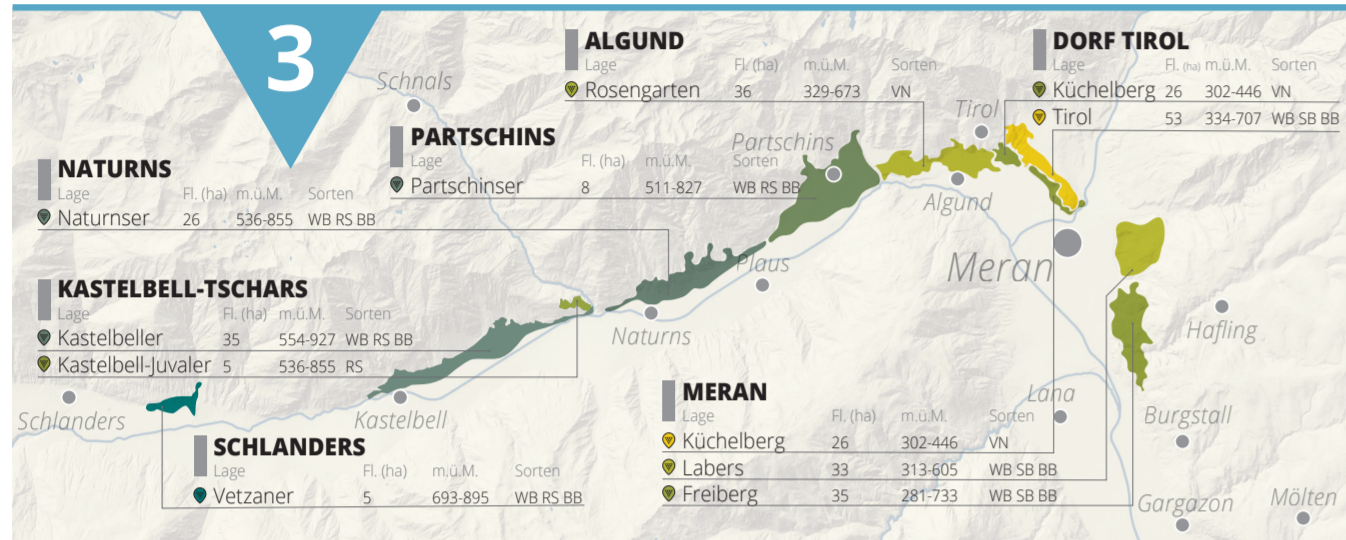 3
ALGUND
Lage Fl. (ha) m.ü.M. Sorten
Rosengarten 36 329-673 VN
DORF TIROL
Lage Fl. (ha) m.ü.M. Sorten
Küchelberg 26 302-446 VN
Tirol 53 334-707 WB SB BB
Schnals
Tirol
PARTSCHINS
Lage Fl. (ha) m.ü.M. Sorten
Partschinser 8 511-827 WB RS BB
Partschins
NATURNS
Lage Fl. (ha) m.ü.M. Sorten
Naturnser 26 536-855 WB RS BB
Algund
Meran
Plaus
KASTELBELL-TSCHARS
Lage Fl. (ha) m.ü.M. Sorten
Kastelbeller 35 554-927 WB RS BB
Kastelbell-Juvaler 5 536-855 RS
Naturns
Hafling
Schlanders
Kastelbell
Lana
Burgstall
MERAN
Lage Fl. (ha) m.ü.M. Sorten
Küchelberg 26 302-446 VN
Labers 33 313-605 WB SB BB
Freiberg 35 281-733 WB SB BB
SCHLANDERS
Lage Fl. (ha) m.ü.M. Sorten
Vetzaner 5 693-895 WB RS BB
Gargazon
Mölten